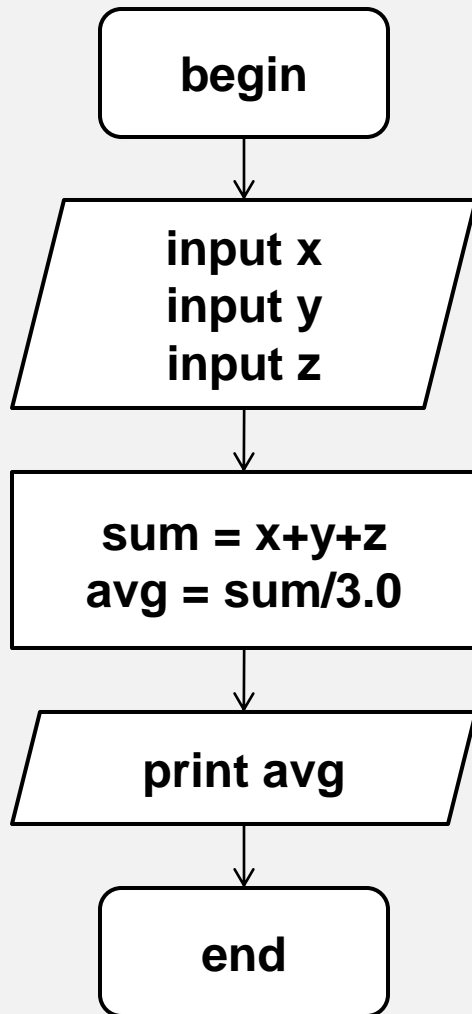 begin
input x
input y
input z
sum = x+y+z
avg = sum/3.0
print avg
end